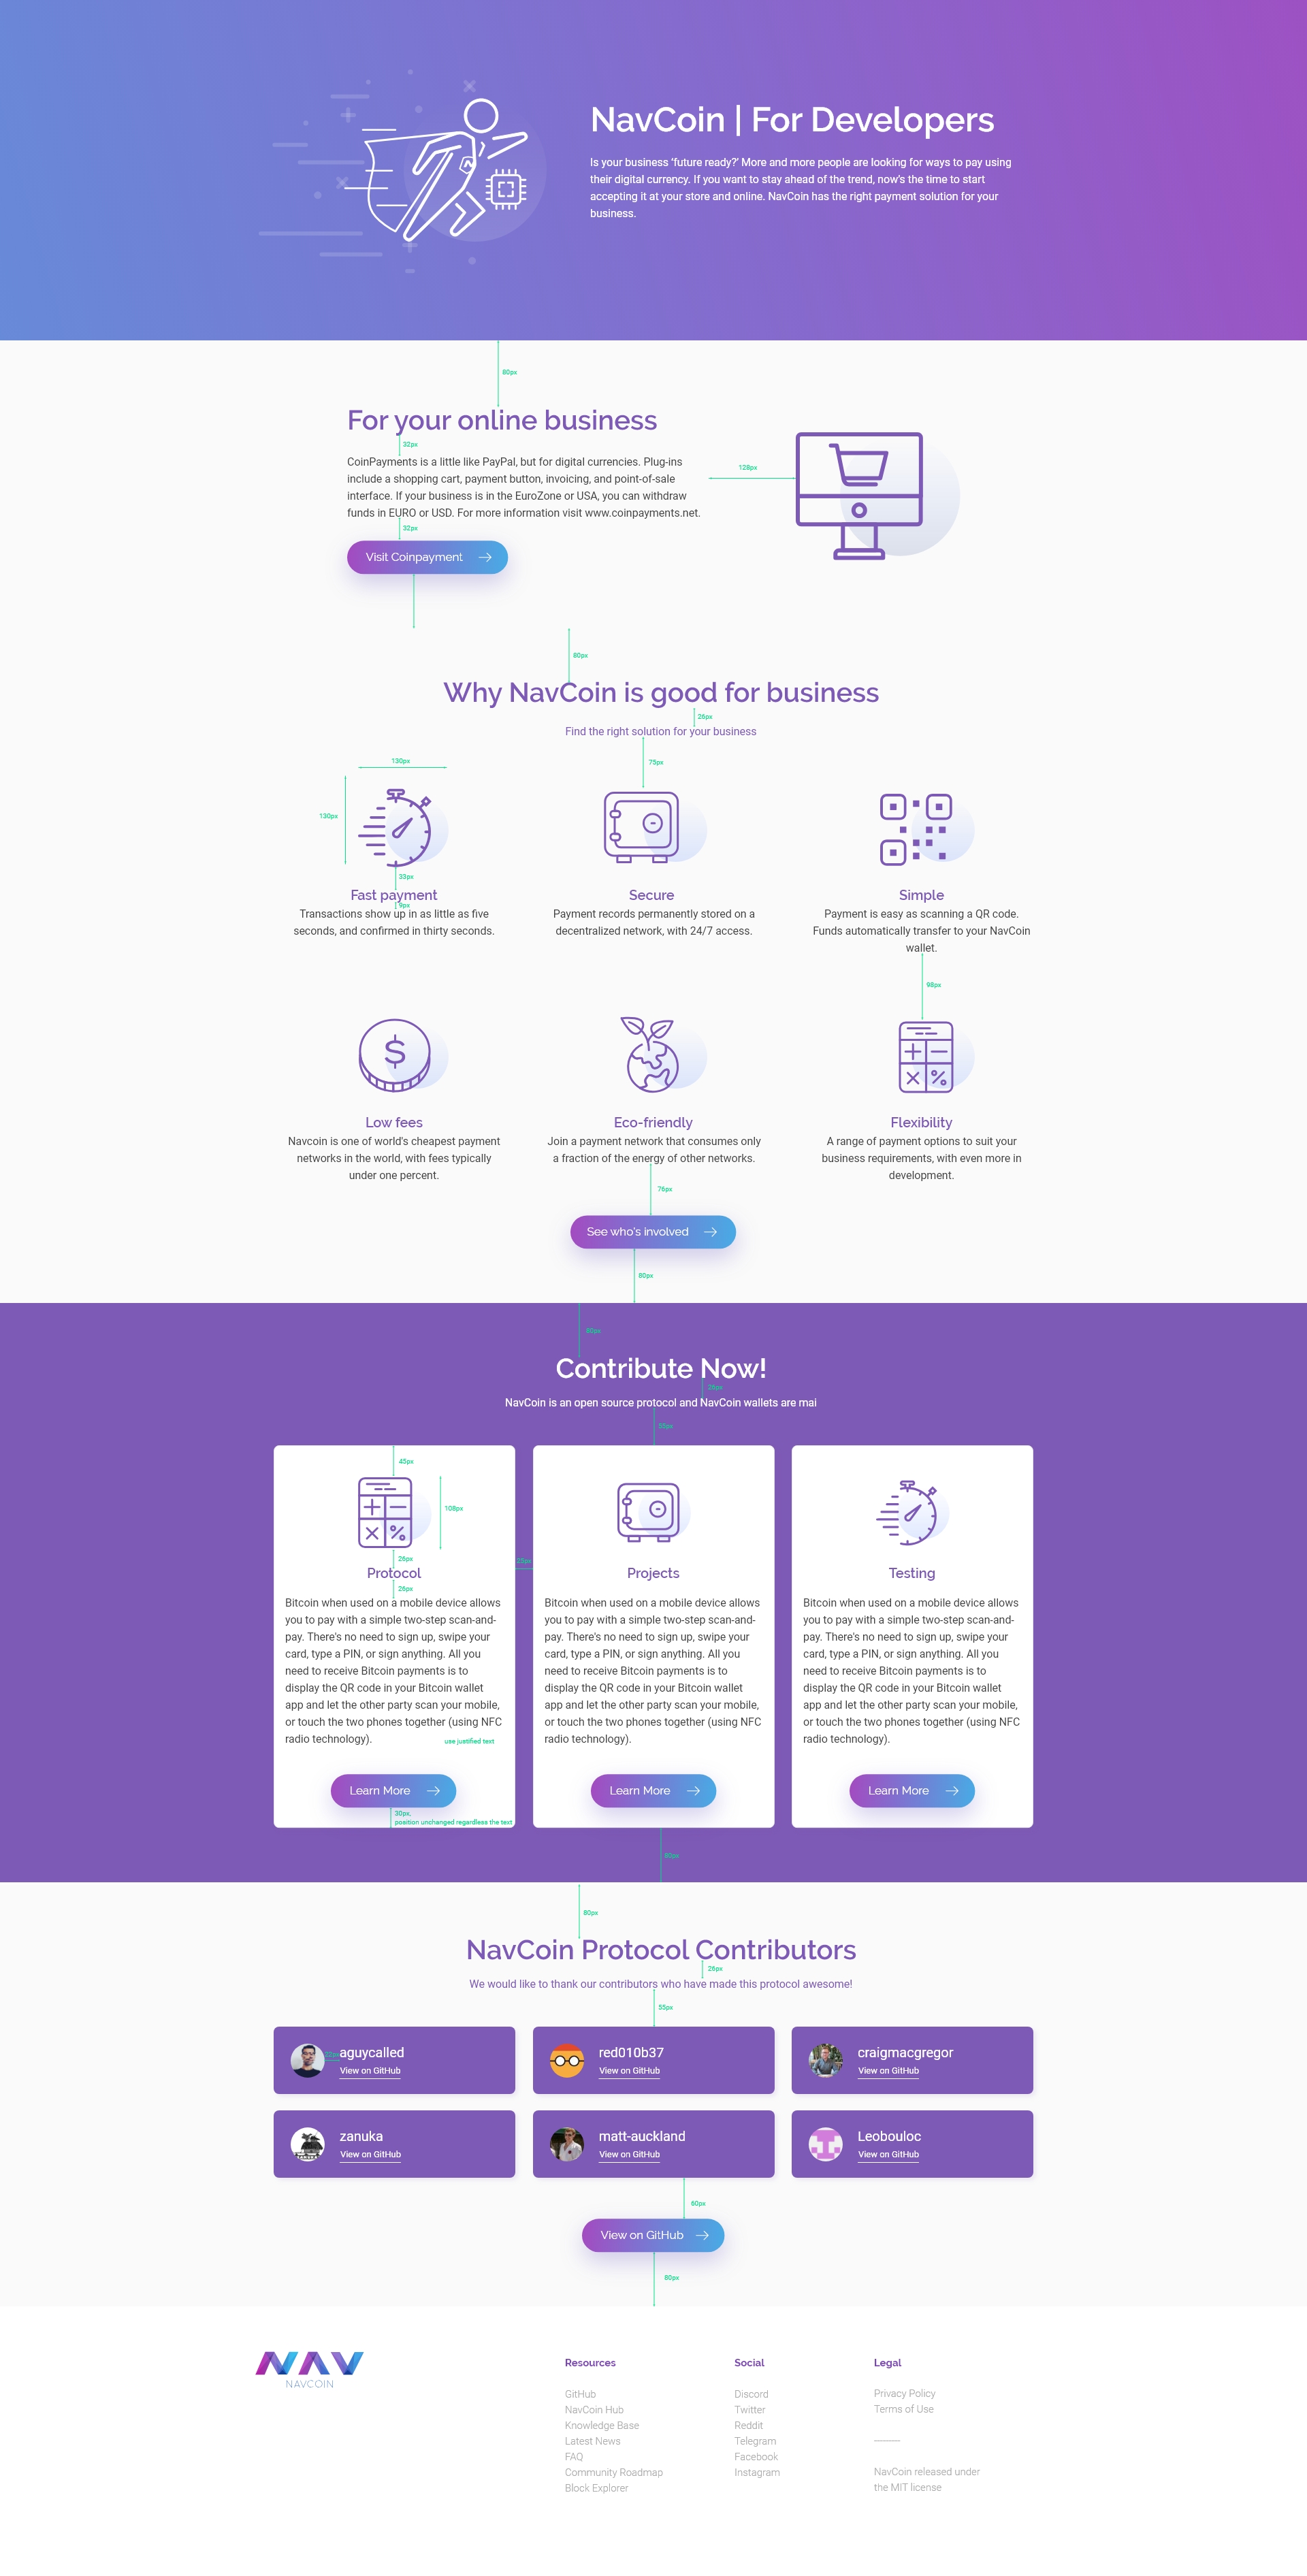 NavCoin | For Developers
Is your business ‘future ready?’ More and more people are looking for ways to pay using
their digital currency. If you want to stay ahead of the trend, now’s the time to start
accepting it at your store and online. NavCoin has the right payment solution for your
business.
80px
For your online business
32px
CoinPayments is a little like PayPal, but for digital currencies. Plug-ins
include a shopping cart, payment button, invoicing, and point-of-sale
interface. If your business is in the EuroZone or USA, you can withdraw
funds in EURO or USD. For more information visit www.coinpayments.net.
128px
32px
Visit Coinpayment
80px
Why NavCoin is good for business
26px
Find the right solution for your business
75px
130px
130px
33px
Fast payment
9px
Transactions show up in as little as five
seconds, and confirmed in thirty seconds.
Secure
Payment records permanently stored on a
decentralized network, with 24/7 access.
Simple
Payment is easy as scanning a QR code.
Funds automatically transfer to your NavCoin
wallet.
98px
Low fees
Navcoin is one of world's cheapest payment
networks in the world, with fees typically
under one percent.
Eco-friendly
Join a payment network that consumes only
a fraction of the energy of other networks.
Flexibility
A range of payment options to suit your
business requirements, with even more in
development.
76px
See who's involved
80px
80px
Contribute Now!
26px
NavCoin is an open source protocol and NavCoin wallets are mai
55px
45px
108px
26px
Protocol
26px
Bitcoin when used on a mobile device allows
you to pay with a simple two-step scan-and-
pay. There's no need to sign up, swipe your
card, type a PIN, or sign anything. All you
need to receive Bitcoin payments is to
display the QR code in your Bitcoin wallet
app and let the other party scan your mobile,
or touch the two phones together (using NFC
radio technology).
use justified text
Learn More
30px,
position unchanged regardless the text
25px
Projects
Bitcoin when used on a mobile device allows
you to pay with a simple two-step scan-and-
pay. There's no need to sign up, swipe your
card, type a PIN, or sign anything. All you
need to receive Bitcoin payments is to
display the QR code in your Bitcoin wallet
app and let the other party scan your mobile,
or touch the two phones together (using NFC
radio technology).
Learn More
Testing
Bitcoin when used on a mobile device allows
you to pay with a simple two-step scan-and-
pay. There's no need to sign up, swipe your
card, type a PIN, or sign anything. All you
need to receive Bitcoin payments is to
display the QR code in your Bitcoin wallet
app and let the other party scan your mobile,
or touch the two phones together (using NFC
radio technology).
Learn More
80px
80px
NavCoin Protocol Contributors
26px
We would like to thank our contributors who have made this protocol awesome!
55px
22px
aguycalled
View on GitHub
red010b37
View on GitHub
craigmacgregor
View on GitHub
zanuka
View on GitHub
matt-auckland
View on GitHub
Leobouloc
View on GitHub
60px
View on GitHub
80px
NAV
NAVCOIN
Resources
GitHub
NavCoin Hub
Knowledge Base
Latest News
FAQ
Community Roadmap
Block Explorer
Social
Discord
Twitter
Reddit
Telegram
Facebook
Instagram
Legal
Privacy Policy
Terms of Use
NavCoin released under
the MIT license